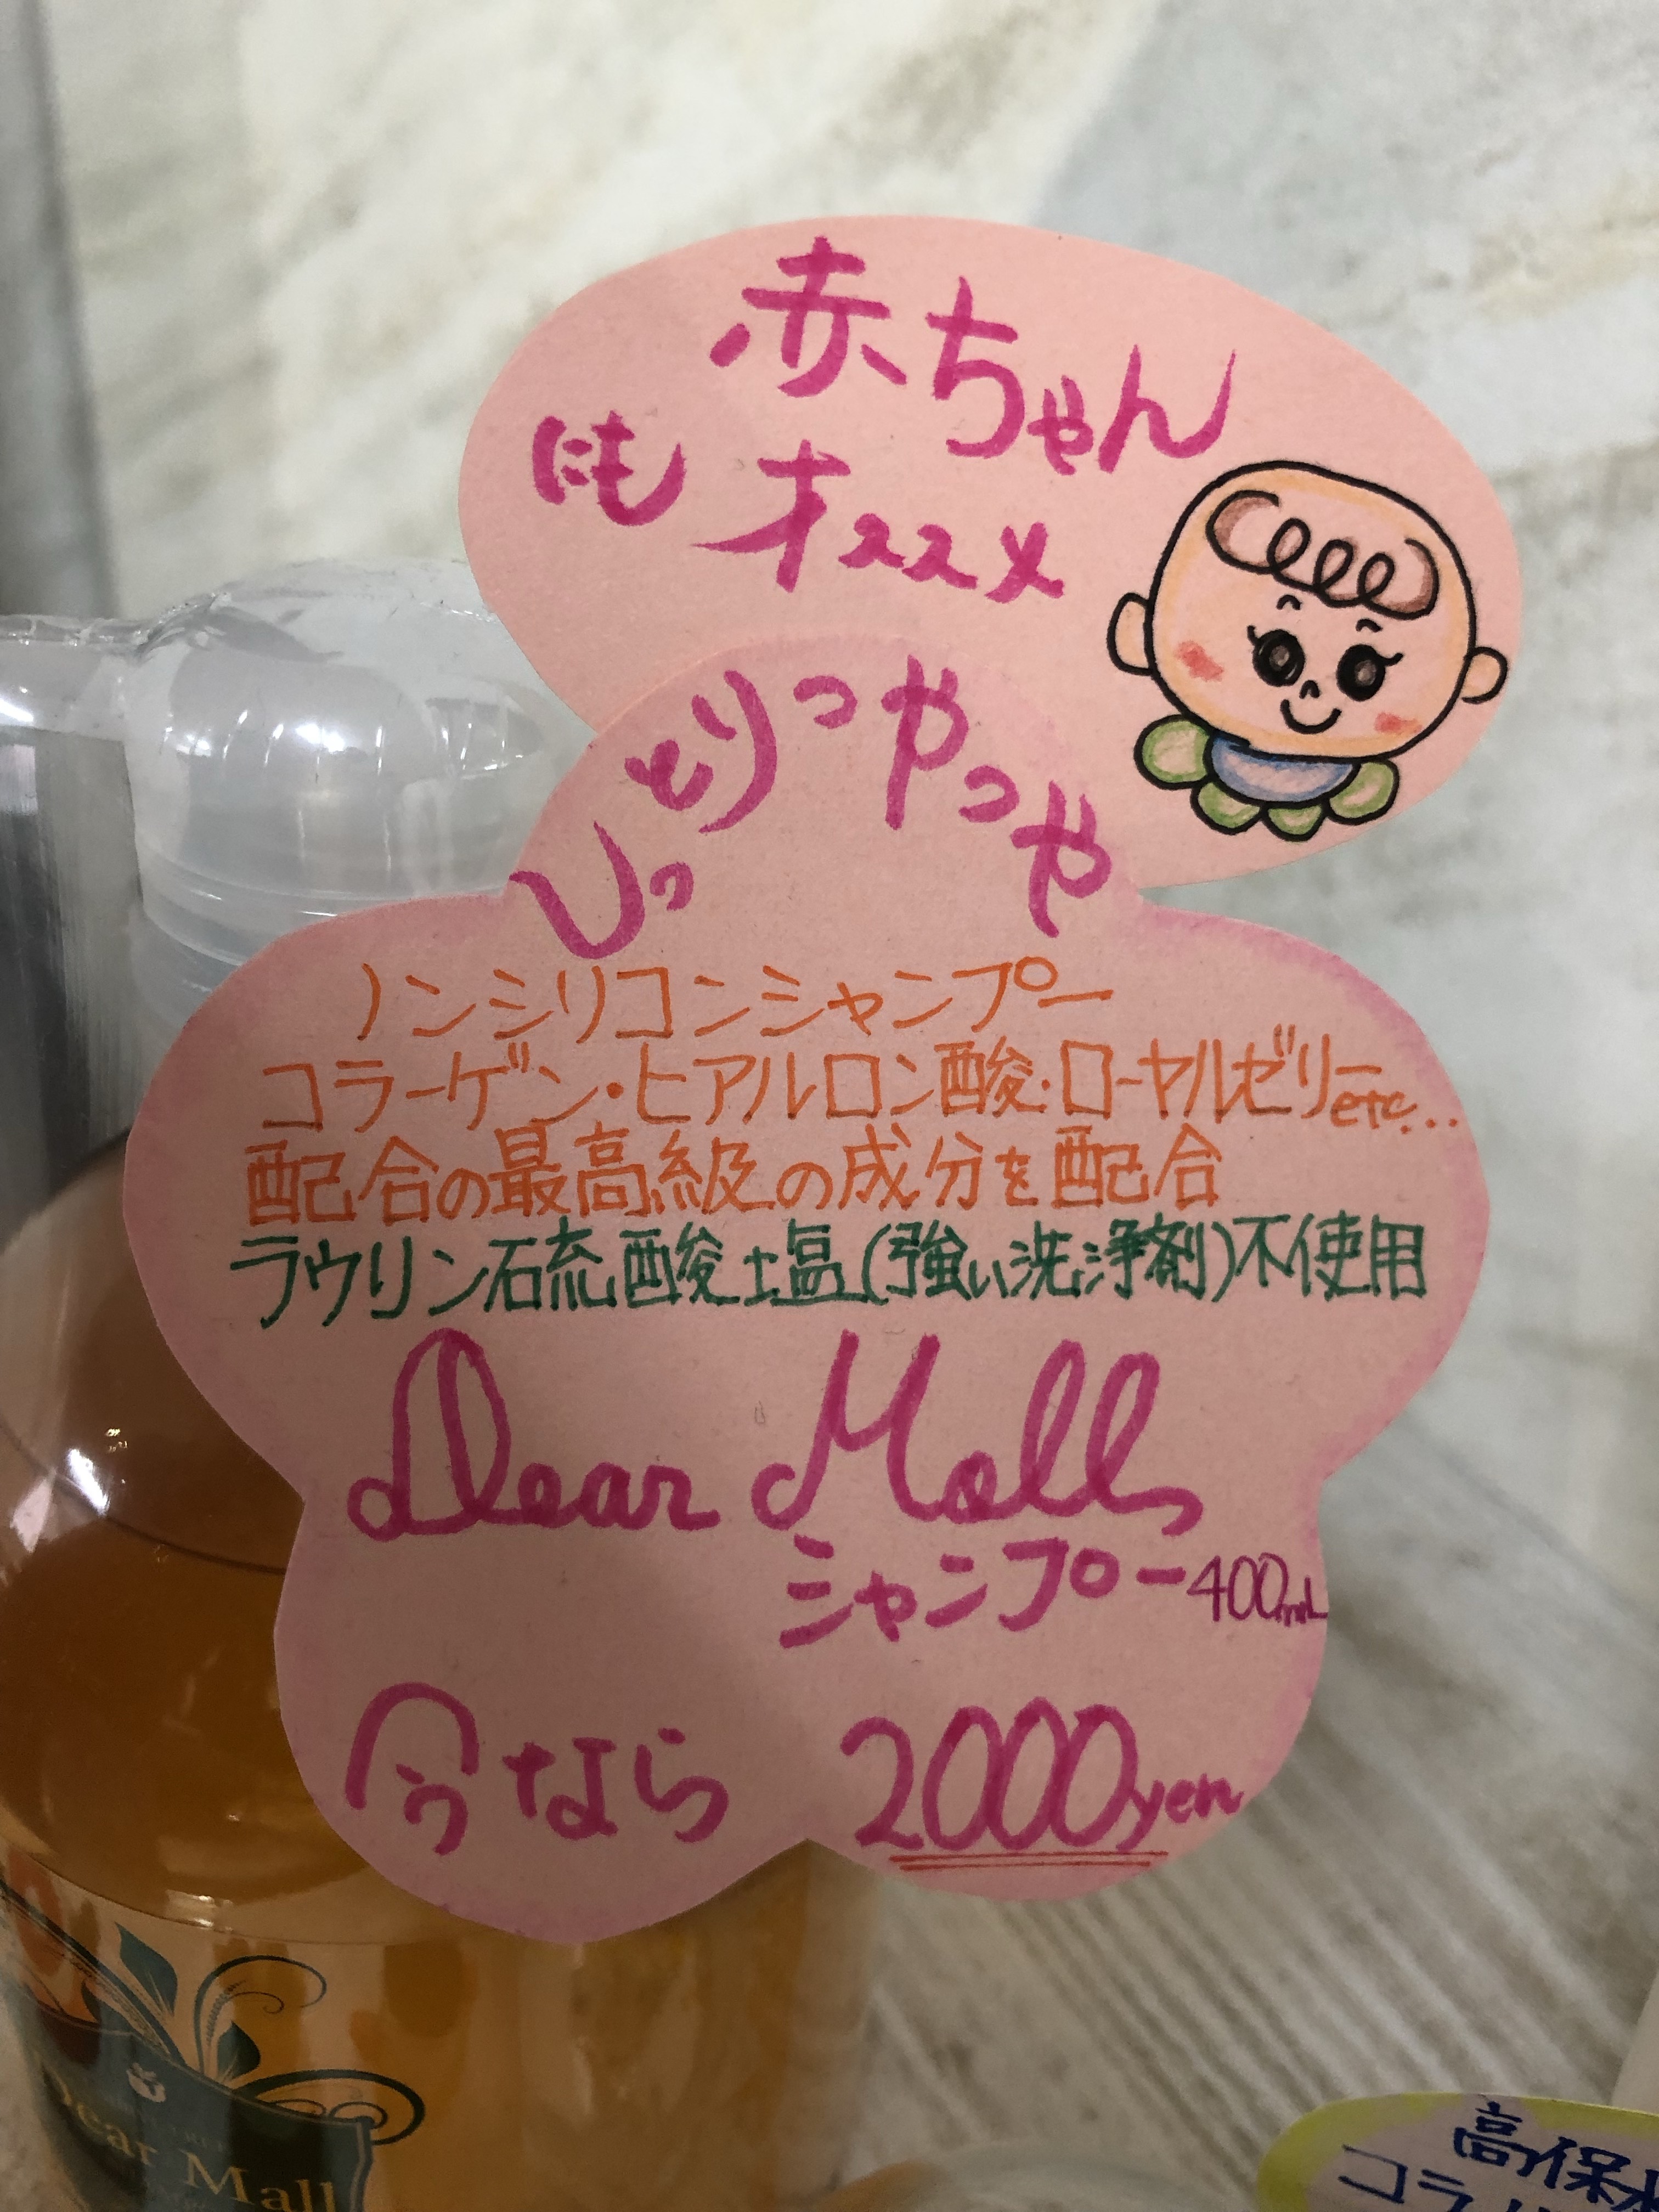 赤ちゃん
にもオススメ
しっとりつやつや
ノンシリコンシャンプー
コラーゲン・ヒアルロン酸・ローヤルゼリーetc...
配合の最高級の成分を配合
ラウリン硫酸塩(強い洗浄剤)不使用
Dear Mall
シャンプー400mL
今なら 2000yen
Dear Mall
高保水
コラ